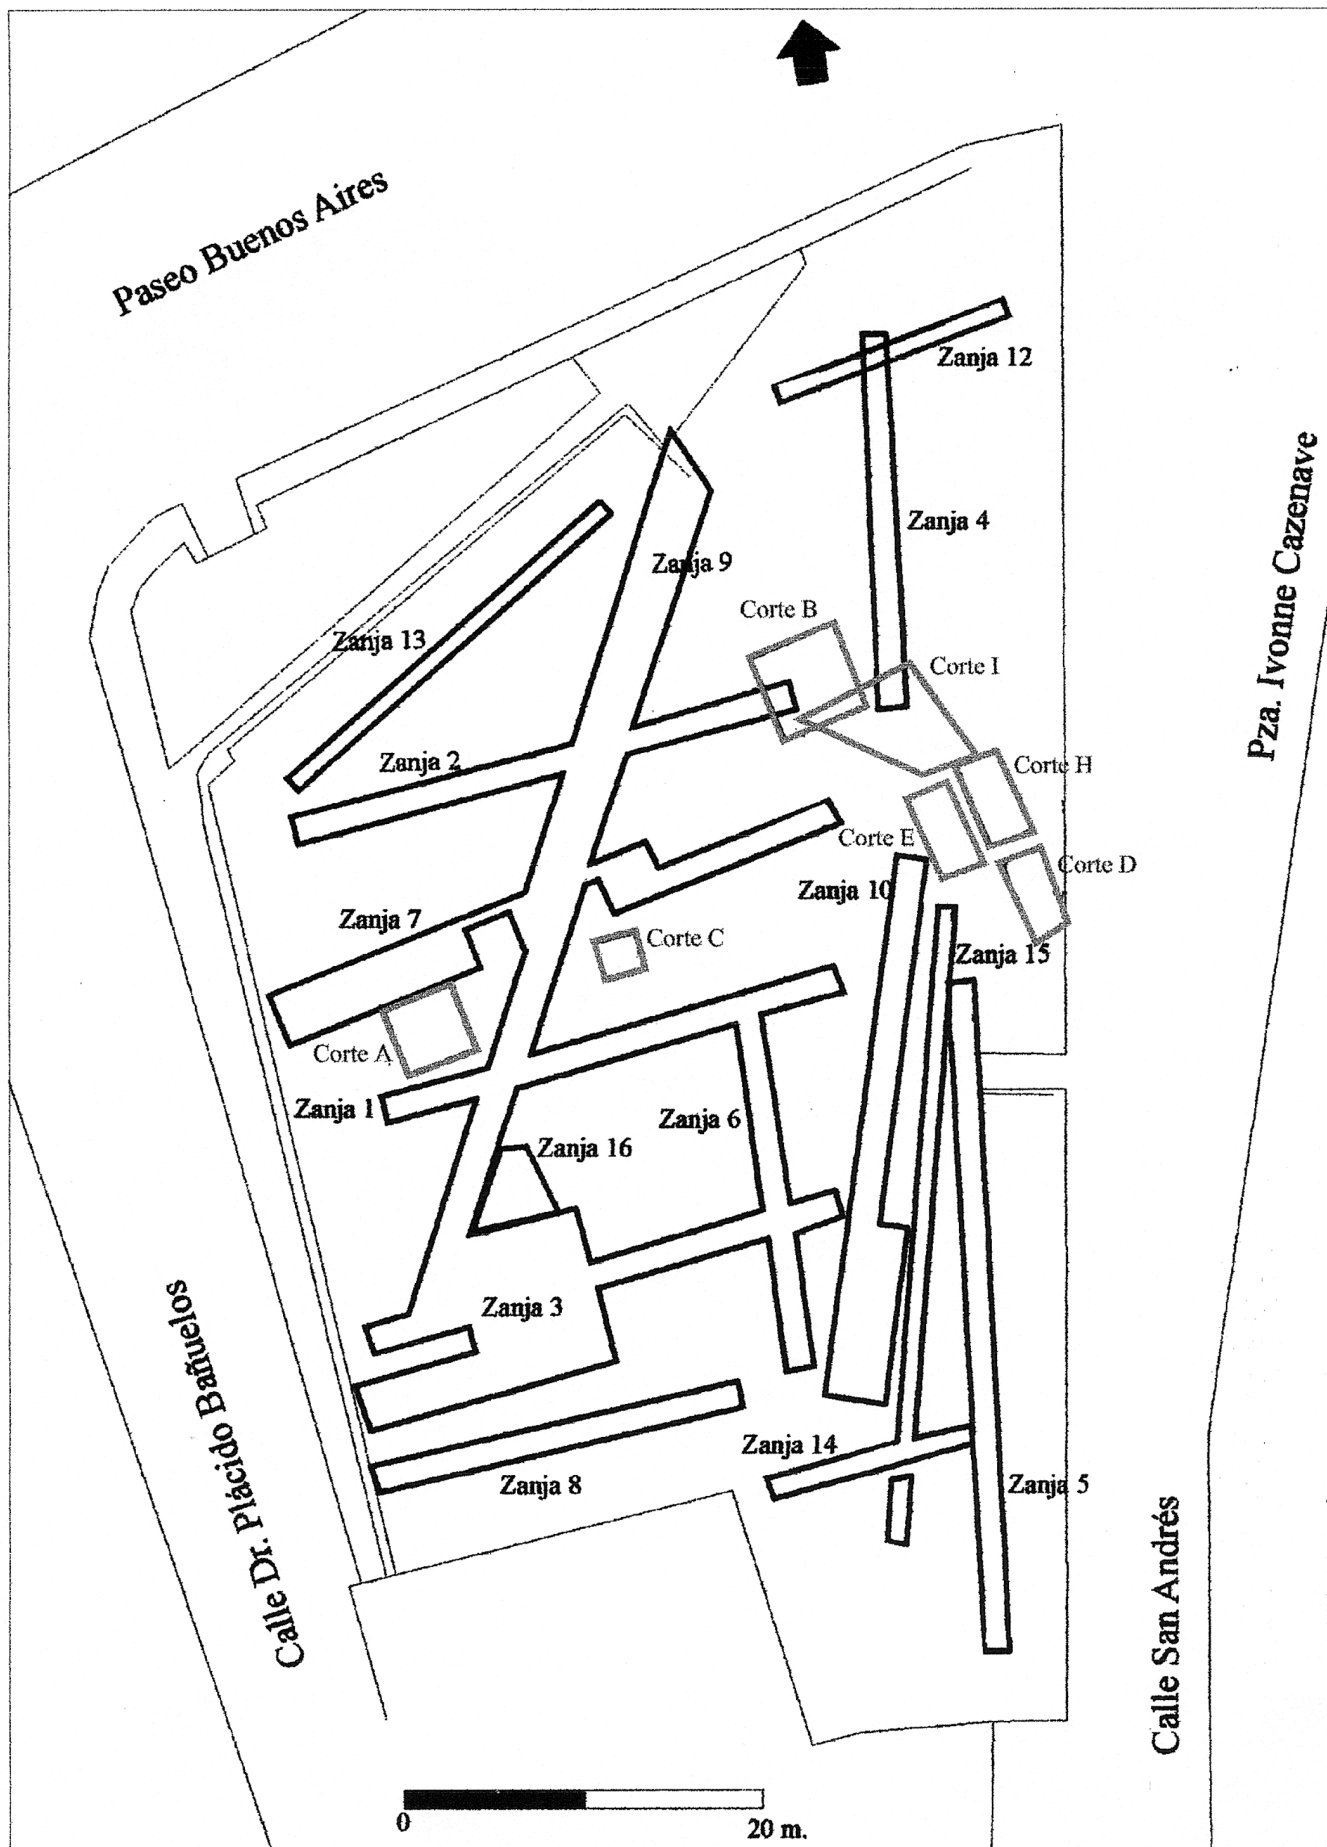 Paseo Buenos Aires
Zanja 12
Zanja 4
Pza. Ivonne Cazenave
Zanja 9
Corte B
Zanja 13
Corte I
Zanja 2
Corte H
Corte E
Corte D
Zanja 10
Zanja 7
Corte C
Zanja 15
Corte A
Zanja 1
Zanja 6
Zanja 16
Zanja 3
Calle Dr. Plácido Bañuelos
Zanja 14
Zanja 8
Zanja 5
Calle San Andrés
0
20 m.